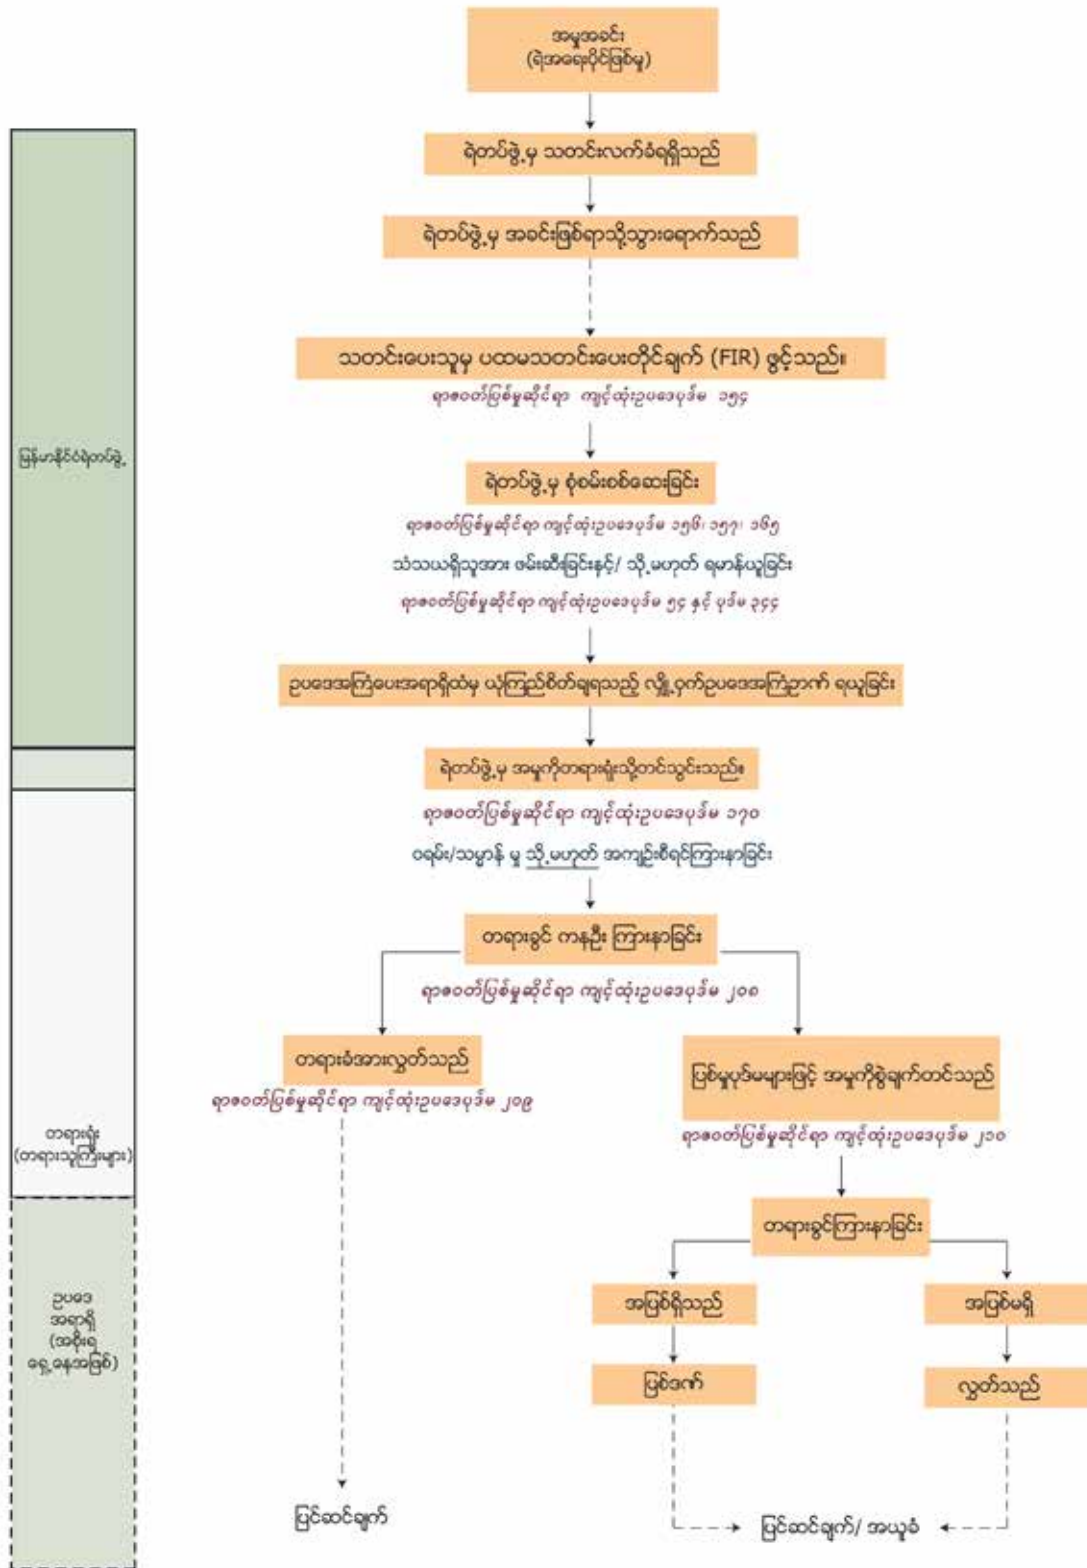 အမှုအခင်း
(ရဲအရေးပိုင်ဖြစ်မှု)
ရဲတပ်ဖွဲ့မှ သတင်းလက်ခံရရှိသည်
ရဲတပ်ဖွဲ့မှ အခင်းဖြစ်ရာသို့သွားရောက်သည်
သတင်းပေးသူမှ ပထမသတင်းပေးတိုင်ချက် (FIR) ဖွင့်သည်။
ရာဇဝတ်ပြစ်မှုဆိုင်ရာ ကျင့်ထုံးဥပဒေပုဒ်မ ၁၅၄
မြန်မာနိုင်ငံရဲတပ်ဖွဲ့
ရဲတပ်ဖွဲ့မှ စုံစမ်းစစ်ဆေးခြင်း
ရာဇဝတ်ပြစ်မှုဆိုင်ရာ ကျင့်ထုံးဥပဒေပုဒ်မ ၁၅၆၊ ၁၅၇၊ ၁၆၅
သံသယရှိသူအား ဖမ်းဆီးခြင်းနှင့်/ သို့မဟုတ် ရမာန်ယူခြင်း
ရာဇဝတ်ပြစ်မှုဆိုင်ရာ ကျင့်ထုံးဥပဒေပုဒ်မ ၅၄ နှင့် ပုဒ်မ ၃၄၄
ဥပဒေအကြံပေးအရာရှိထံမှ ယုံကြည်စိတ်ချရသည့် လျှို့ဝှက်ဥပဒေအကြံဉာဏ် ရယူခြင်း
ရဲတပ်ဖွဲ့မှ အမှုကိုတရားရုံးသို့တင်သွင်းသည်။
ရာဇဝတ်ပြစ်မှုဆိုင်ရာ ကျင့်ထုံးဥပဒေပုဒ်မ ၁၇၀
ဝရမ်း/သမ္မာန် မှု သို့မဟုတ် အကျဉ်းစီရင်ကြားနာခြင်း
တရားခွင် ကနဦး ကြားနာခြင်း
ရာဇဝတ်ပြစ်မှုဆိုင်ရာ ကျင့်ထုံးဥပဒေပုဒ်မ ၂၀၈
တရားခံအားလွှတ်သည်
ရာဇဝတ်ပြစ်မှုဆိုင်ရာ ကျင့်ထုံးဥပဒေပုဒ်မ ၂၀၉
ပြစ်မှုပုဒ်မများဖြင့် အမှုကိုစွဲချက်တင်သည်
ရာဇဝတ်ပြစ်မှုဆိုင်ရာ ကျင့်ထုံးဥပဒေပုဒ်မ ၂၁၀
တရားရုံး
(တရားသူကြီးများ)
တရားခွင်ကြားနာခြင်း
ဥပဒေ
အရာရှိ
(အစိုးရ
ရှေ့နေအဖြစ်)
အပြစ်ရှိသည်
အပြစ်မရှိ
ပြစ်ဒဏ်
လွှတ်သည်
ပြင်ဆင်ချက်
ပြင်ဆင်ချက်/ အယူခံ